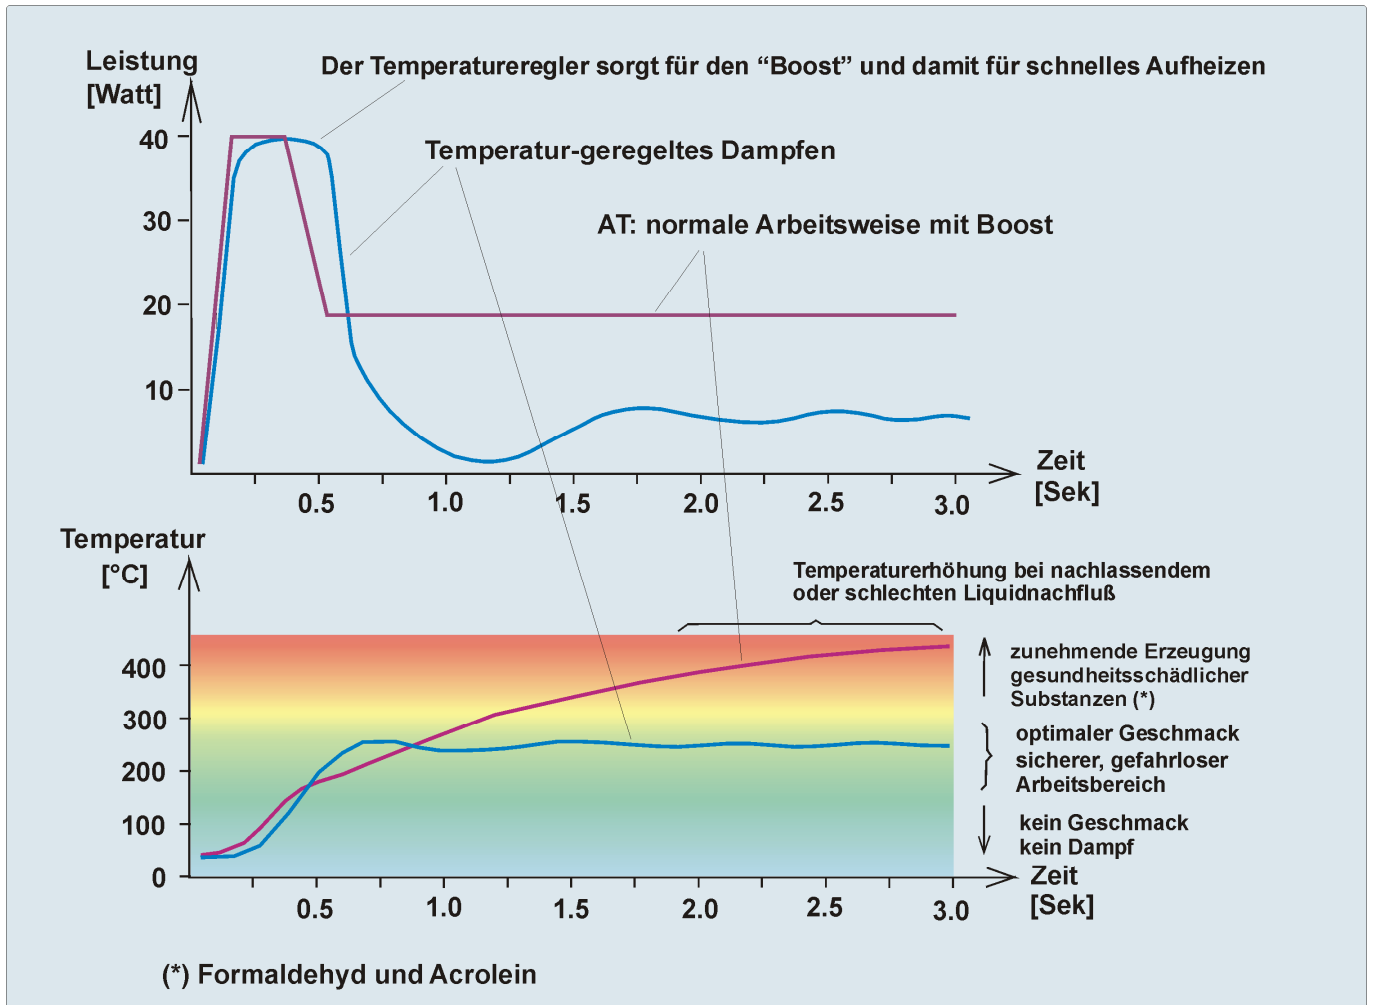 Leistung
[Watt]
Der Temperatureregler sorgt für den “Boost” und damit für schnelles Aufheizen
40
Temperatur-geregeltes Dampfen
30
AT: normale Arbeitsweise mit Boost
20
10
Zeit
[Sek]
0.5 1.0 1.5 2.0 2.5 3.0
Temperatur
[°C]
Temperaturerhöhung bei nachlassendem
oder schlechten Liquidnachfluß
400
300
200
100
0
zunehmende Erzeugung
gesundheitsschädlicher
Substanzen (*)
optimaler Geschmack
sicherer, gefahrloser
Arbeitsbereich
kein Geschmack
kein Dampf
Zeit
[Sek]
0.5 1.0 1.5 2.0 2.5 3.0
(*) Formaldehyd und Acrolein